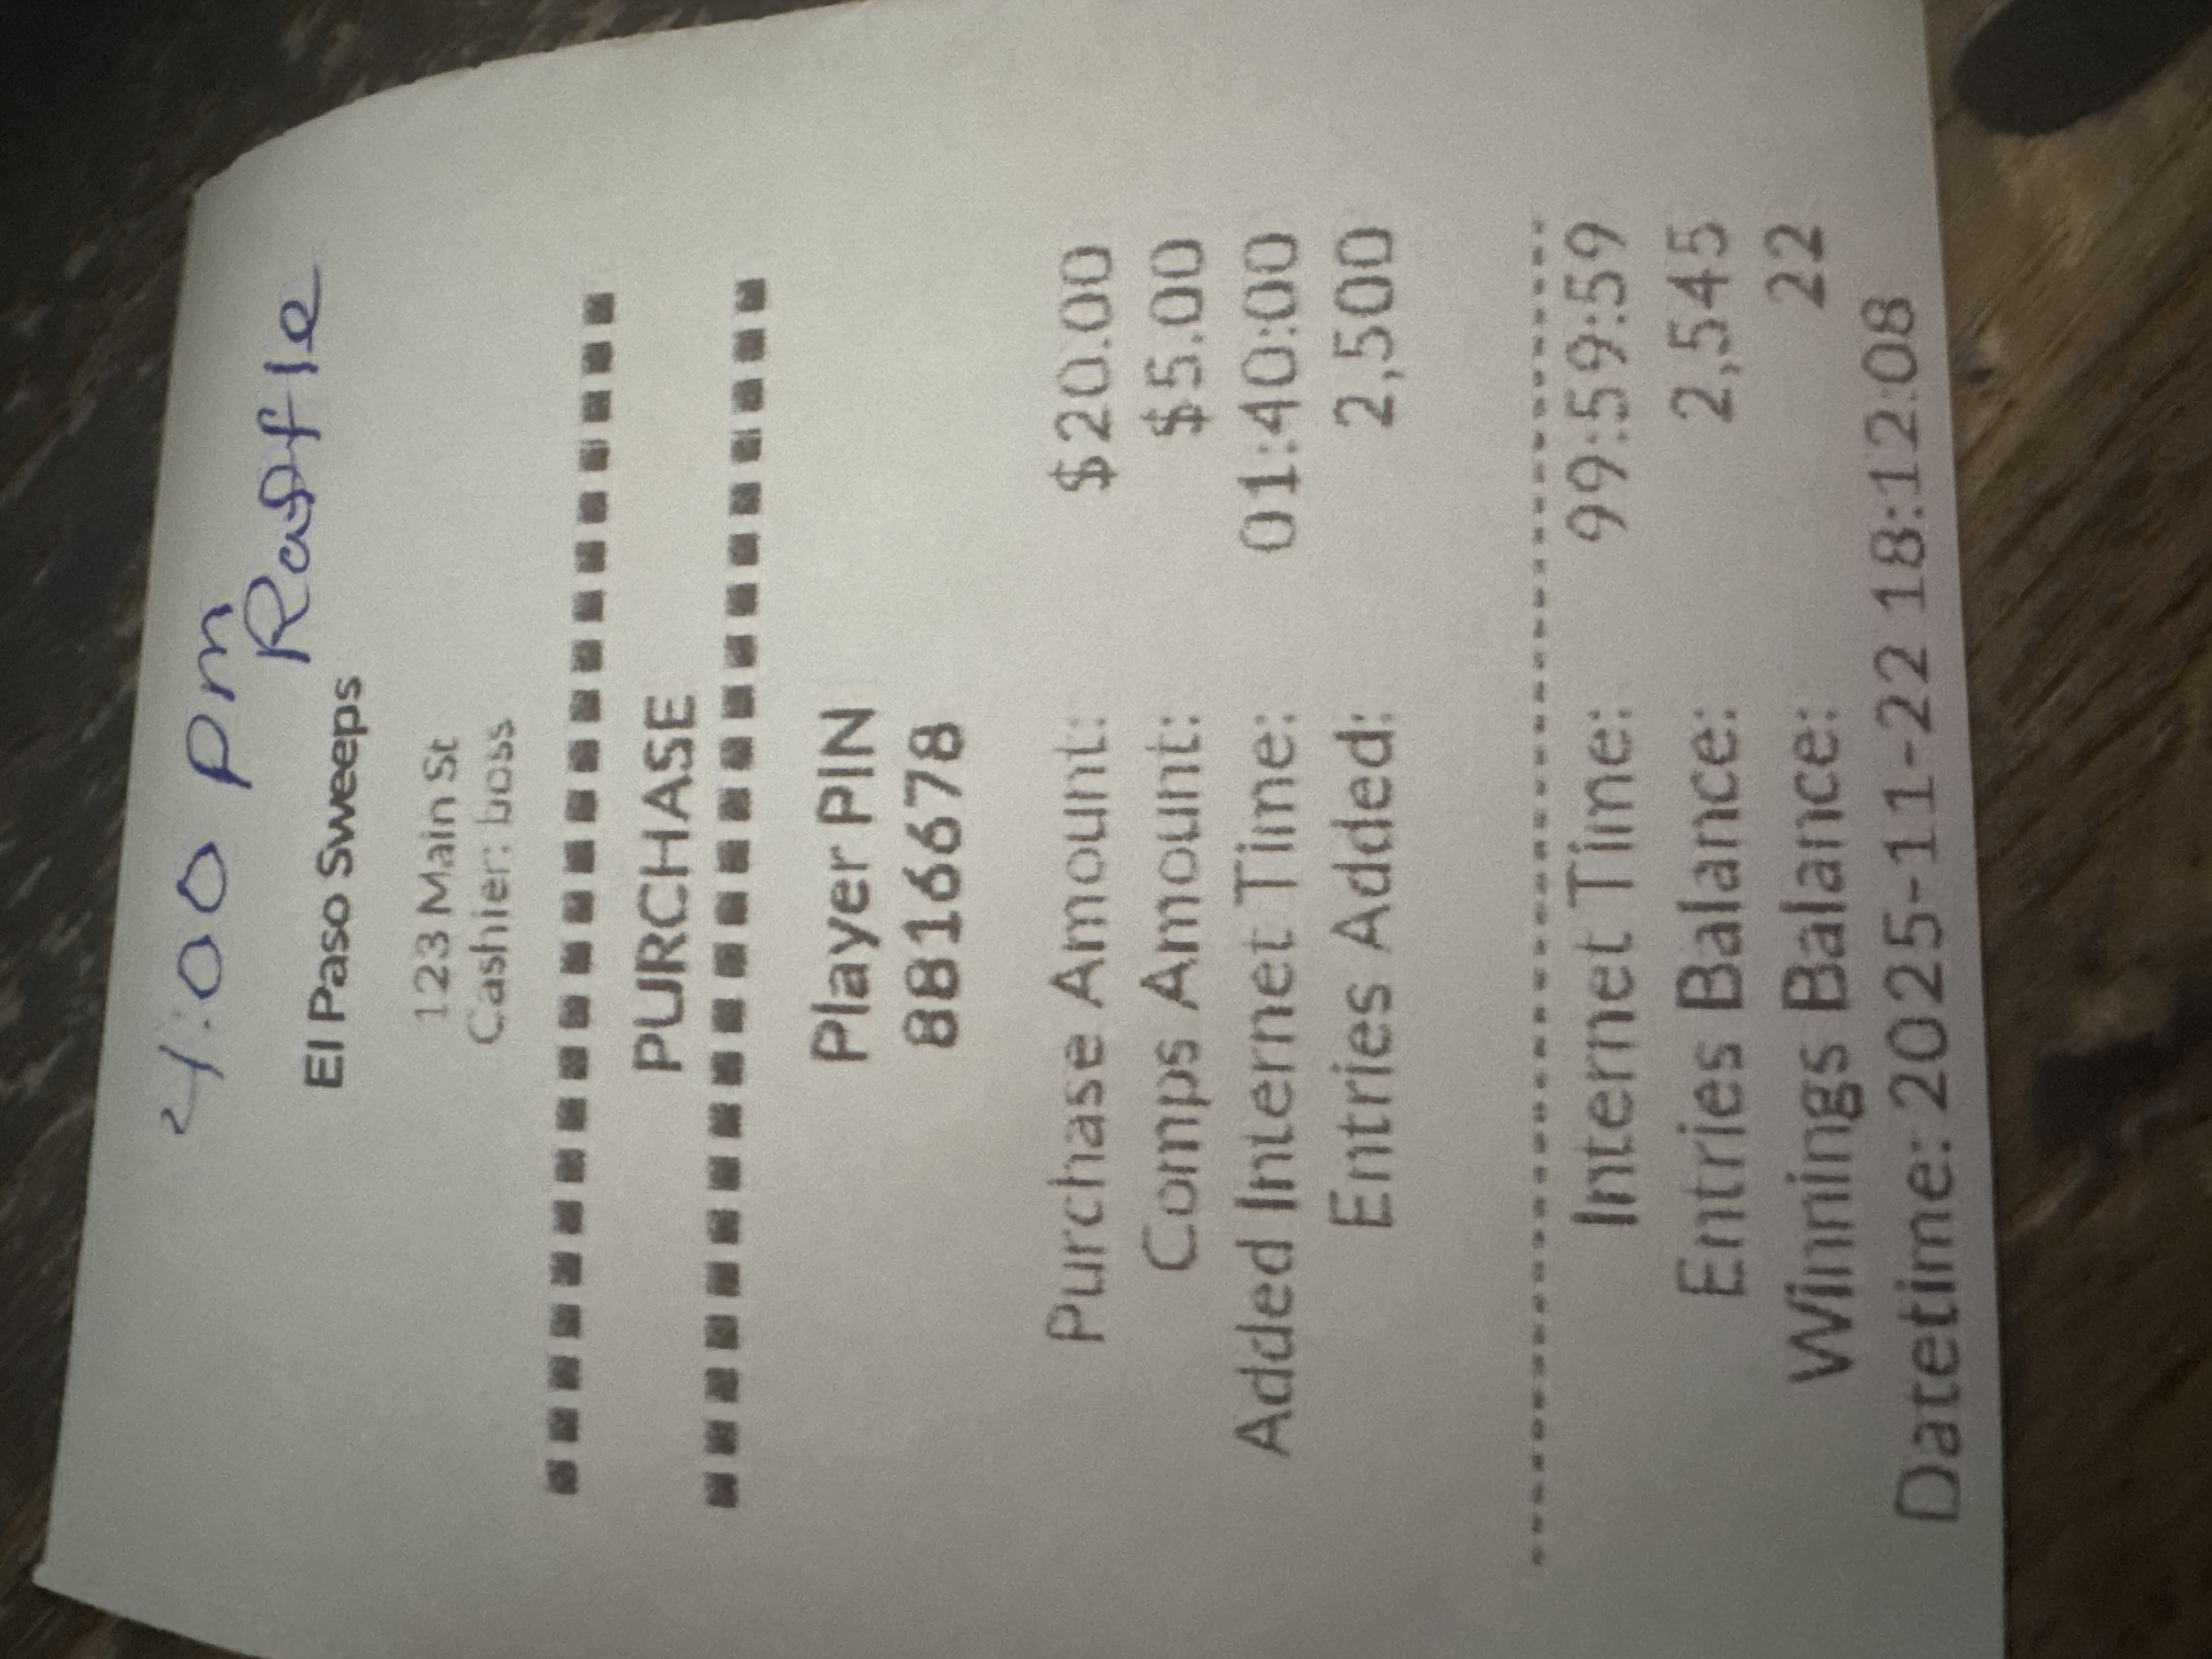 4:00 pm
Raffle
El Paso Sweeps
123 Main St
Cashier: boss
PURCHASE
Player PIN
8816678
Purchase Amount: $20.00
Comps Amount: $5.00
Added Internet Time: 01:40:00
Entries Added: 2,500
Internet Time: 99:59:59
Entries Balance: 2,545
Winnings Balance: 22
Datetime: 2025-11-22 18:12:08